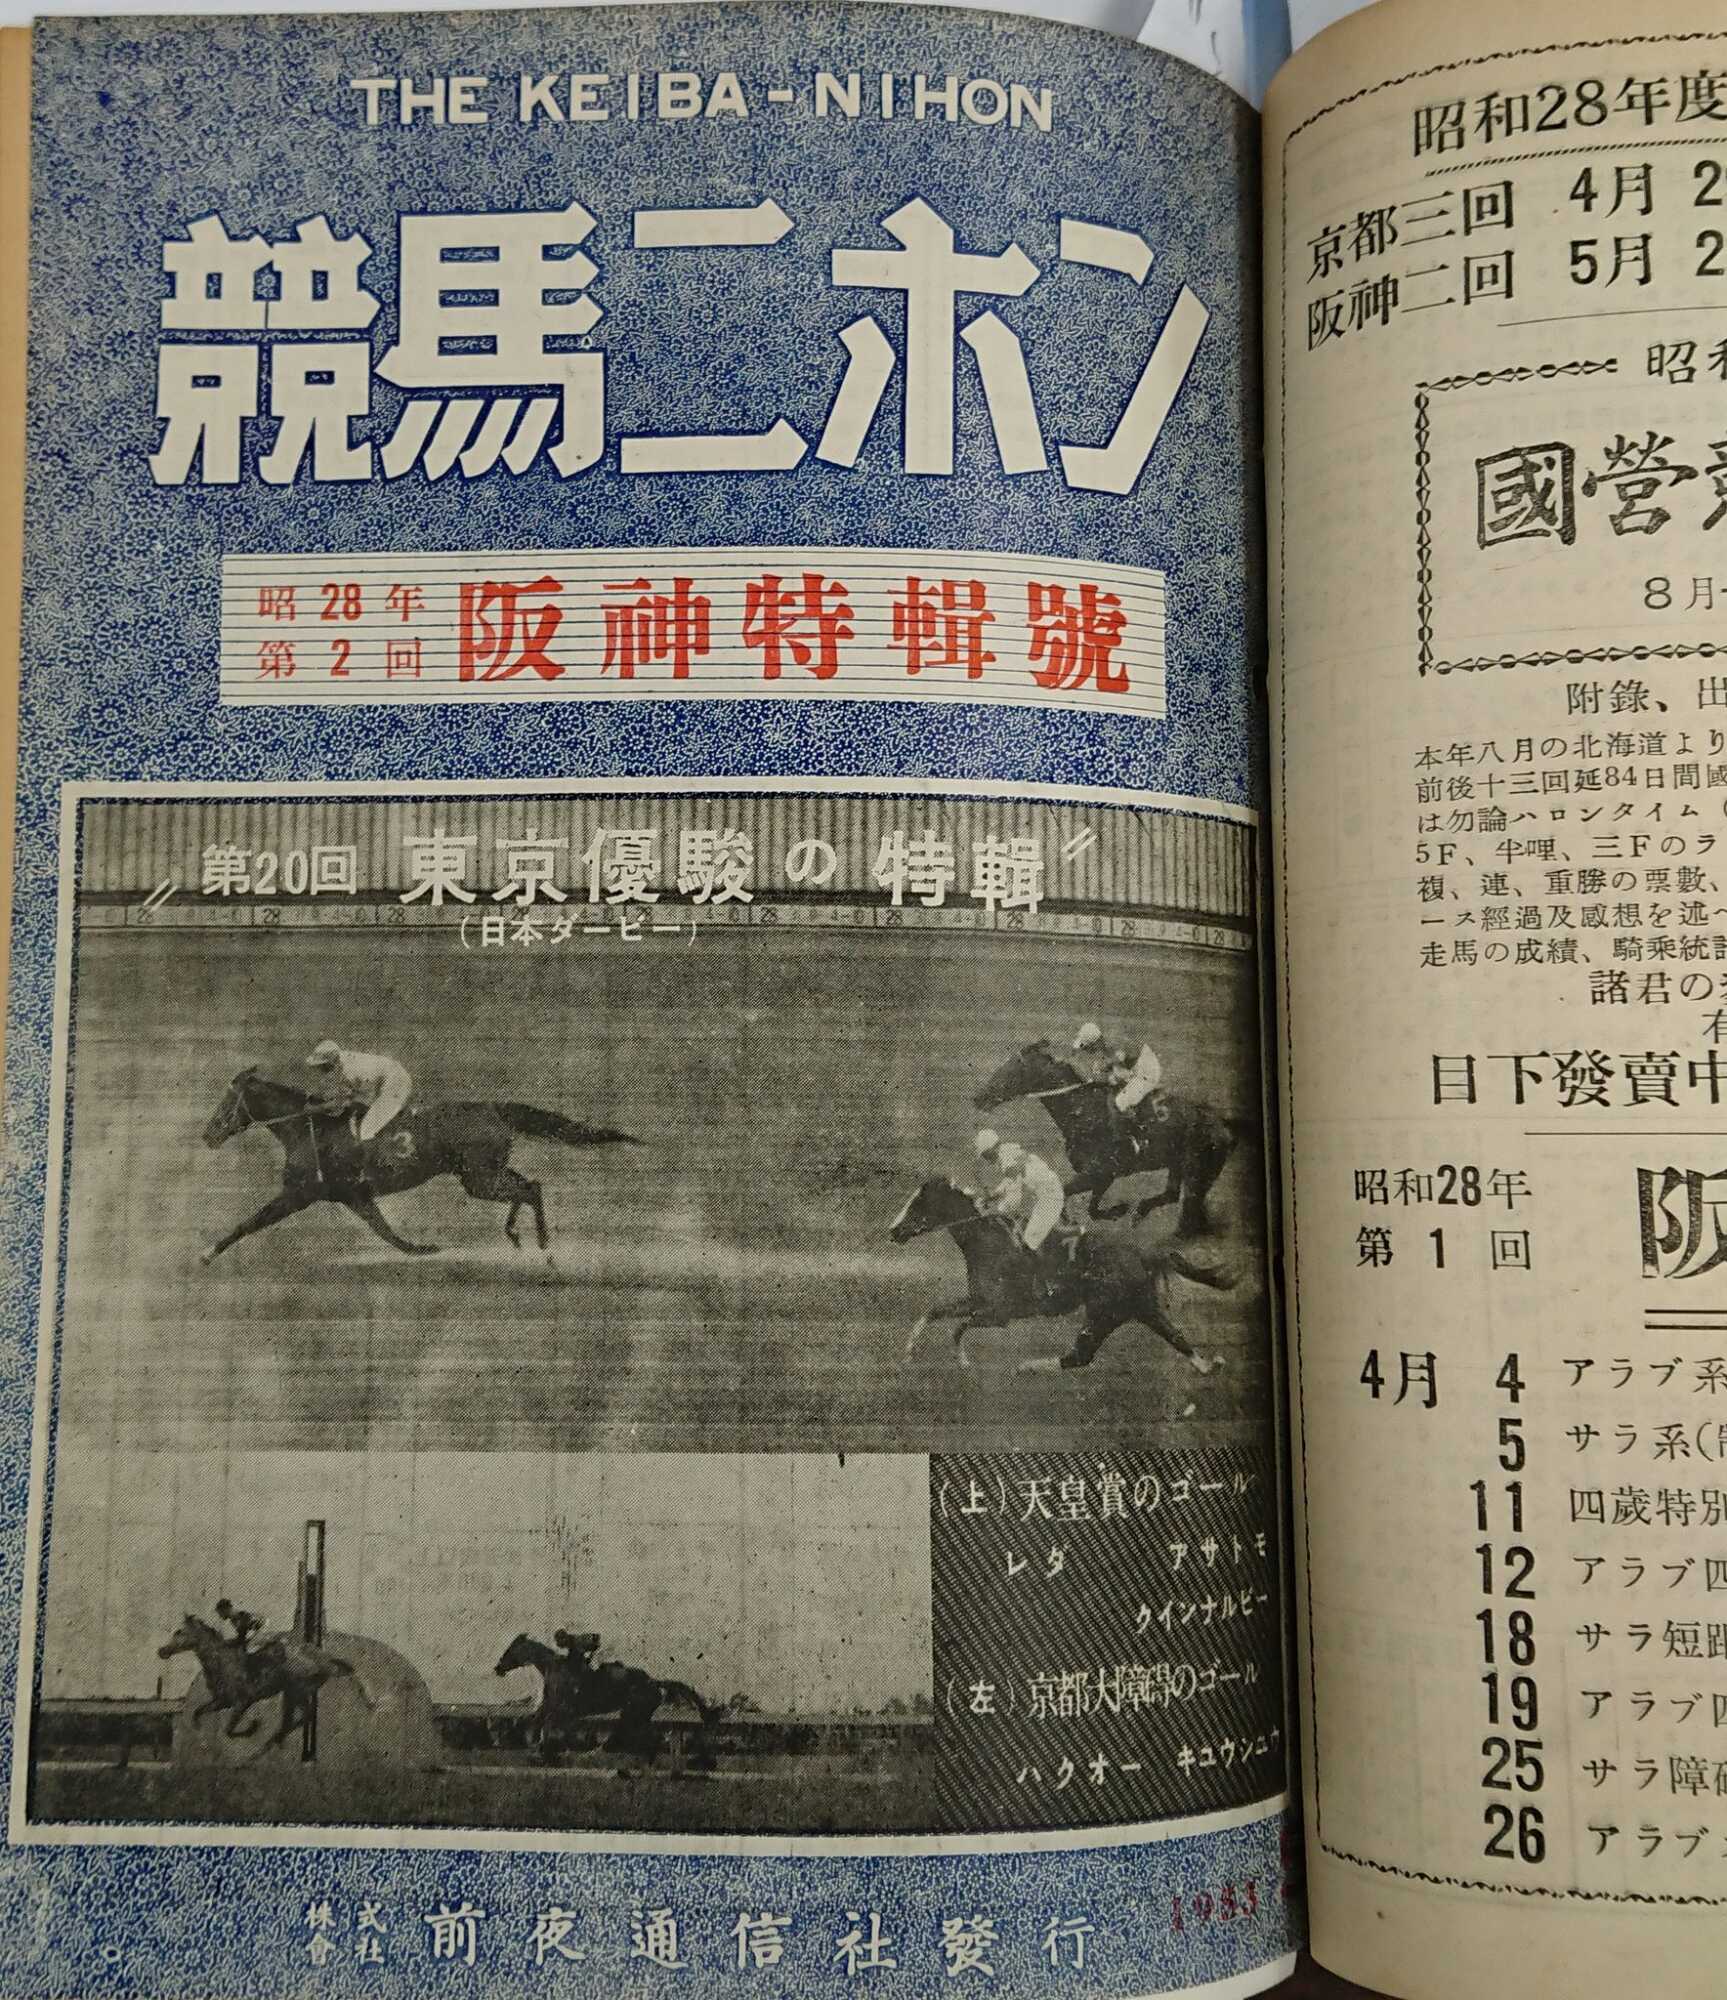 THE KEIBA-NIHON
競馬ニホン
昭28年
第2回
阪神特輯號
〃第20回 東京優駿の特輯〃
(日本ダービー)
(上)天皇賞のゴール
レダ アサトモ
クインナルビー
(左)京都大障碍のゴール
ハクオー キユウシユウ
株式會社 前夜通信社發行
1953
昭和28年度
京都三回 4月
阪神二回 5月
昭和
國營
8月
附錄、出
本年八月の北海道より
前後十三回延84日間國
は勿論ハロンタイム(
5F、半哩、三Fのラ
複、連、重勝の票數、
ース經過及感想を述べ
走馬の成績、騎乘統計
諸君の
有
目下發賣中
昭和28年
第1回
阪
4月 4 アラブ系
5 サラ系(
11 四歲特別
12 アラブ四
18 サラ短距
19 アラブ四
25 サラ障碍
26 アラブ